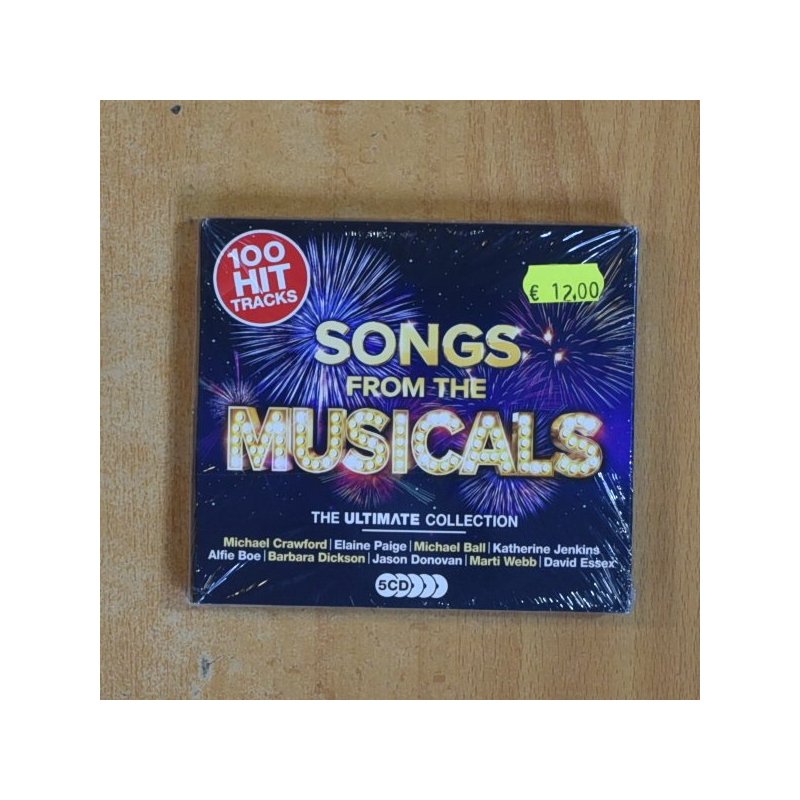 100
HIT
TRACKS
€ 12,00
SONGS
FROM THE
MUSICALS
THE ULTIMATE COLLECTION
Michael Crawford | Elaine Paige | Michael Ball | Katherine Jenkins
Alfie Boe | Barbara Dickson | Jason Donovan | Marti Webb | David Essex
5CD